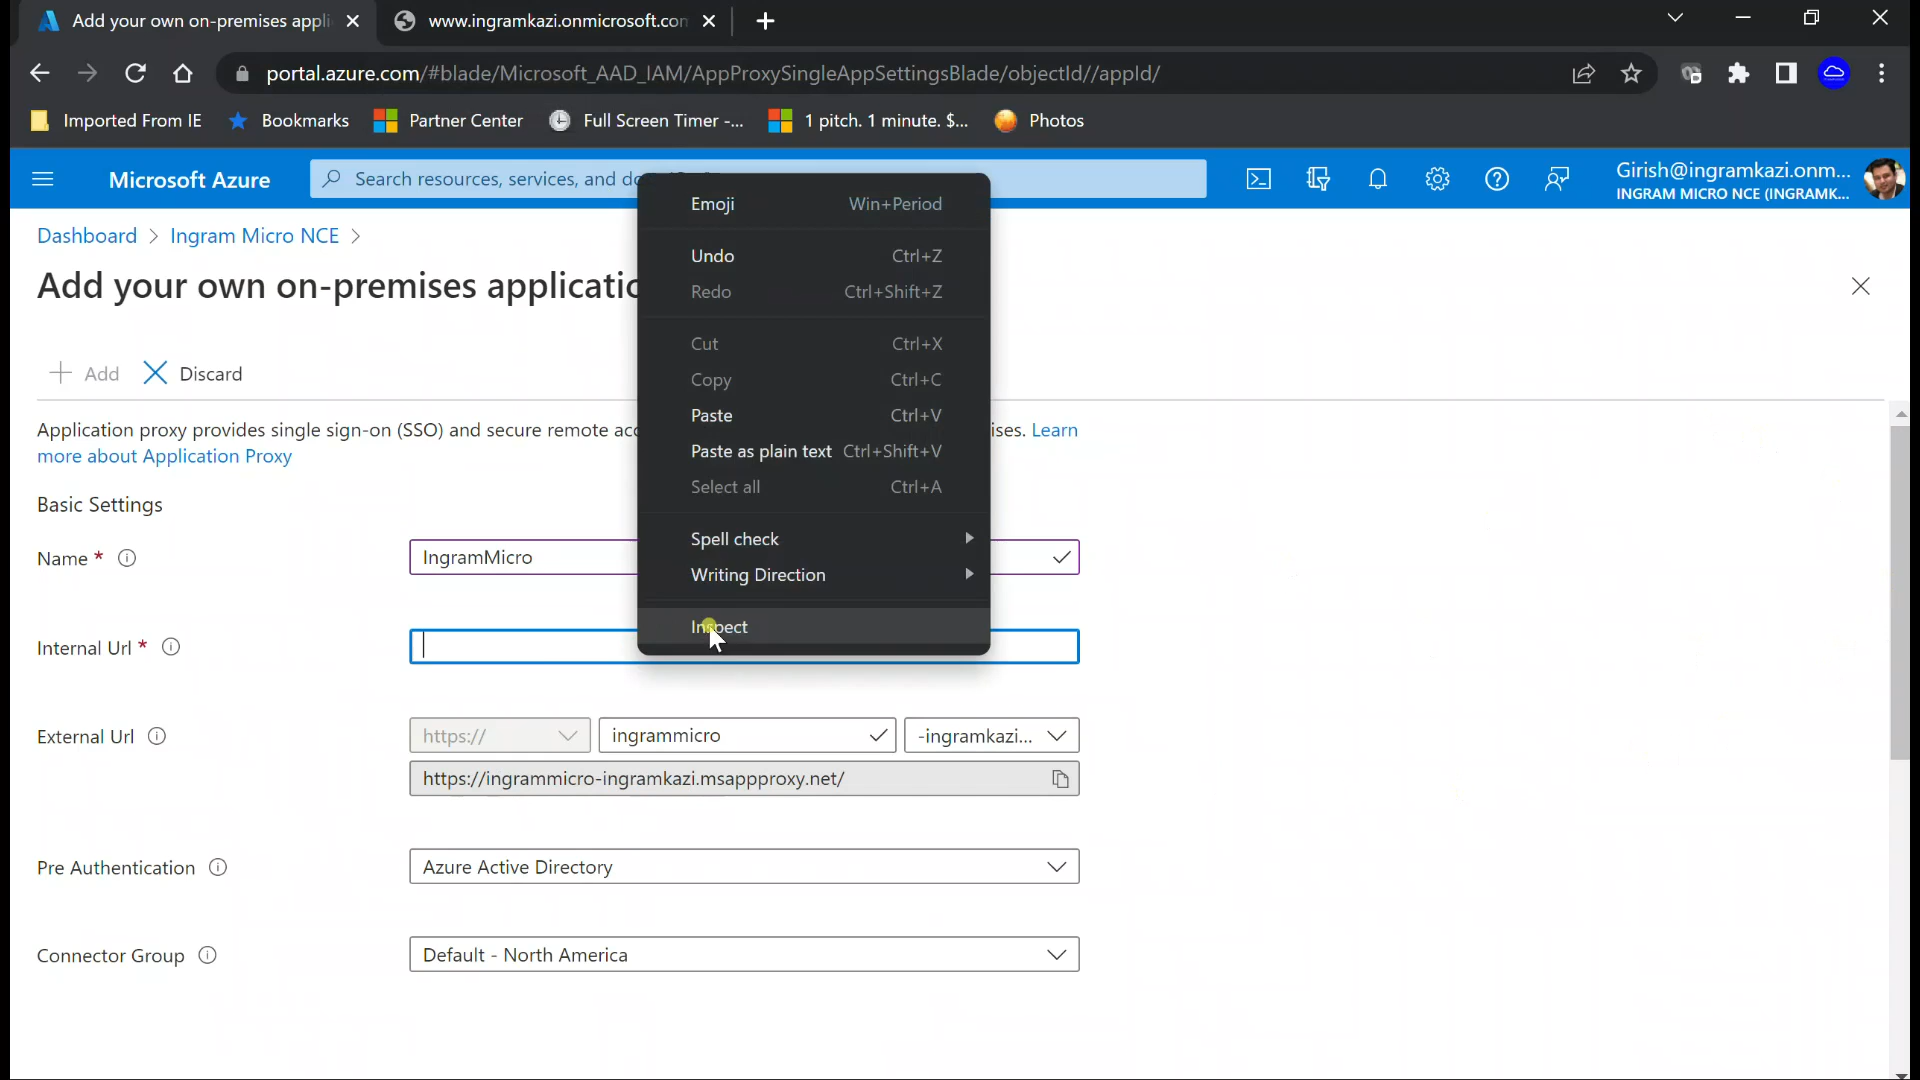 Add your own on-premises appli
www.ingramkazi.onmicrosoft.con
portal.azure.com/#blade/Microsoft_AAD_IAM/AppProxySingleAppSettingsBlade/objectId//appId/
Imported From IE
Bookmarks
Partner Center
Full Screen Timer -...
1 pitch. 1 minute. $...
Photos
Microsoft Azure
Search resources, services, and do
Girish@ingramkazi.onm...
INGRAM MICRO NCE (INGRAMK...
Dashboard > Ingram Micro NCE >
Add your own on-premises applicatio
Add
Discard
Application proxy provides single sign-on (SSO) and secure remote acc ises. Learn
more about Application Proxy
Basic Settings
Name *
IngramMicro
Internal Url *
External Url
https://
ingrammicro
-ingramkazi...
https://ingrammicro-ingramkazi.msappproxy.net/
Pre Authentication
Azure Active Directory
Connector Group
Default - North America
Emoji Win+Period
Undo Ctrl+Z
Redo Ctrl+Shift+Z
Cut Ctrl+X
Copy Ctrl+C
Paste Ctrl+V
Paste as plain text Ctrl+Shift+V
Select all Ctrl+A
Spell check
Writing Direction
Inspect